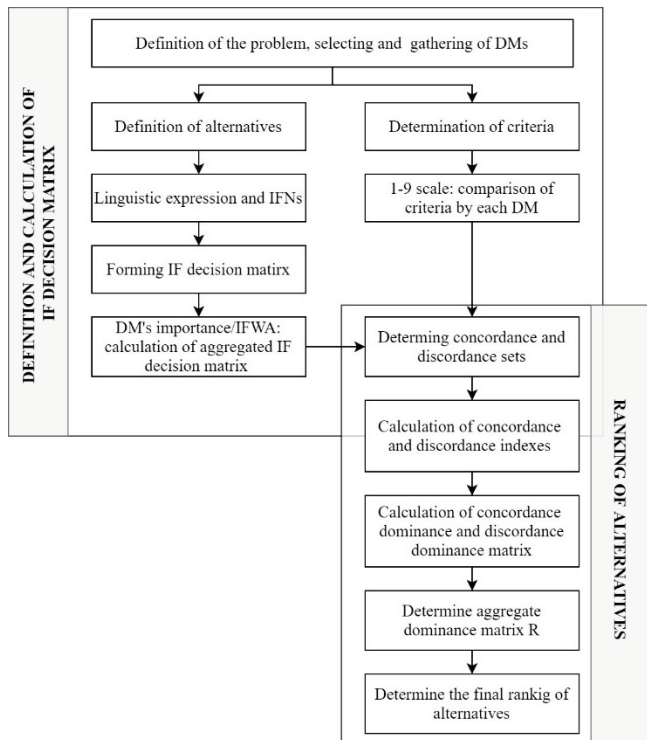 Definition of the problem, selecting and gathering of DMs
Definition of alternatives
Determination of criteria
Linguistic expression and IFNs
1-9 scale: comparison of
criteria by each DM
Forming IF decision matirx
DM's importance/IFWA:
calculation of aggregated IF
decision matrix
DEFINITION AND CALCULATION OF
IF DECISION MATRIX
Determing concordance and
discordance sets
Calculation of concordance
and discordance indexes
Calculation of concordance
dominance and discordance
dominance matrix
Determine aggregate
dominance matrix R
Determine the final rankig of
alternatives
RANKING OF ALTERNATIVES